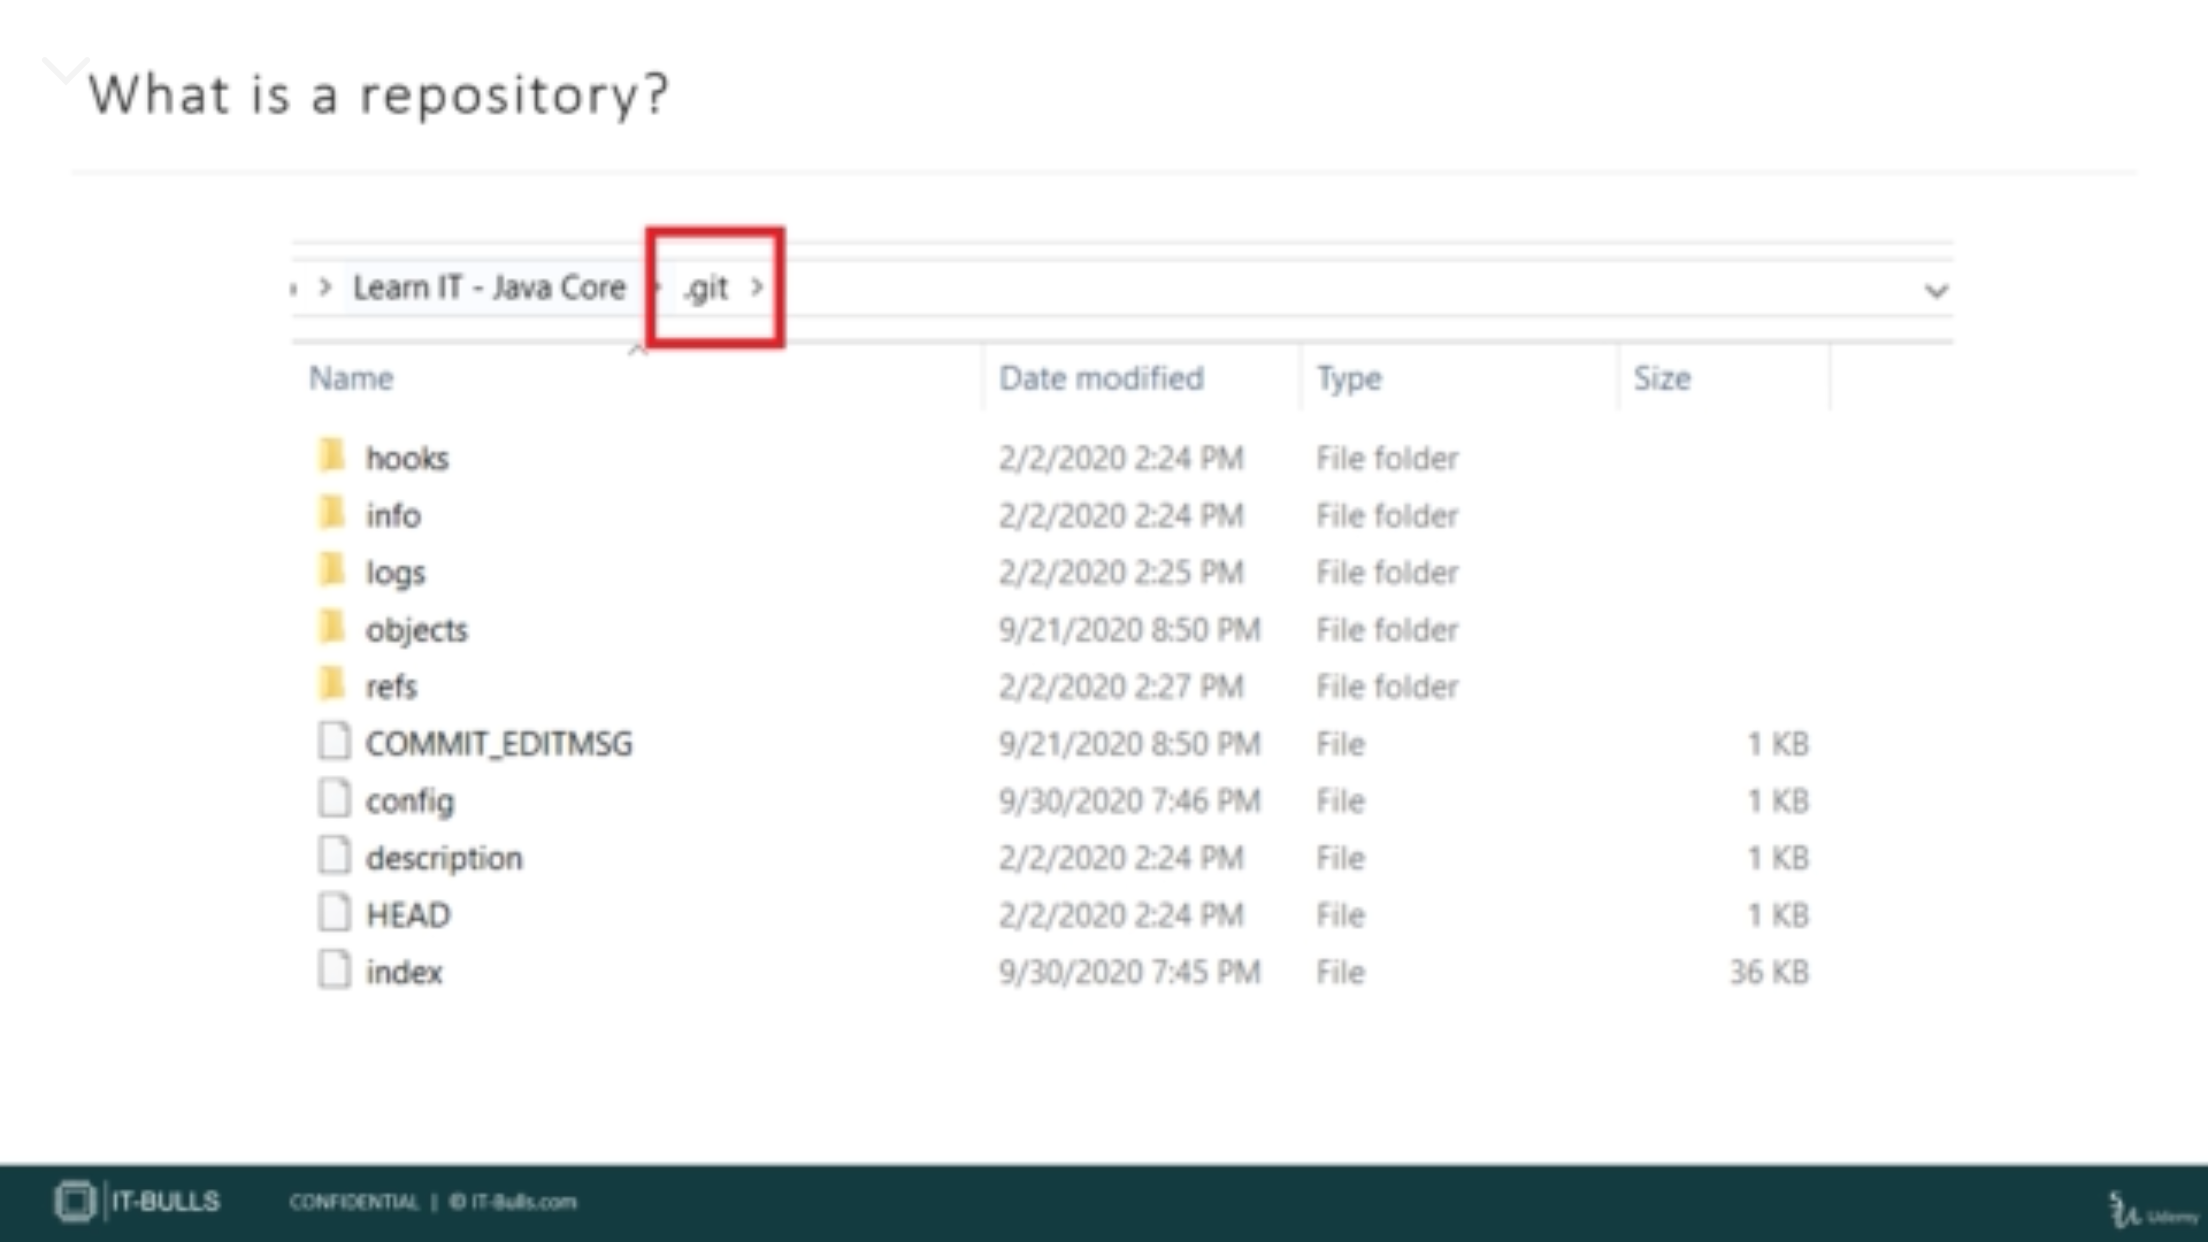 What is a repository?
Learn IT - Java Core .git
Name Date modified Type Size
hooks 2/2/2020 2:24 PM File folder
info 2/2/2020 2:24 PM File folder
logs 2/2/2020 2:25 PM File folder
objects 9/21/2020 8:50 PM File folder
refs 2/2/2020 2:27 PM File folder
COMMIT_EDITMSG 9/21/2020 8:50 PM File 1 KB
config 9/30/2020 7:46 PM File 1 KB
description 2/2/2020 2:24 PM File 1 KB
HEAD 2/2/2020 2:24 PM File 1 KB
index 9/30/2020 7:45 PM File 36 KB
IT-BULLS CONFIDENTIAL | © IT-Bulls.com
Udemy